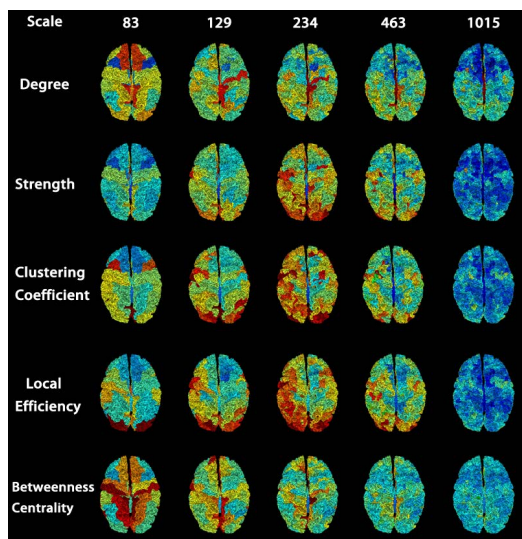 Scale 83 129 234 463 1015
Degree
Strength
Clustering
Coefficient
Local
Efficiency
Betweenness
Centrality